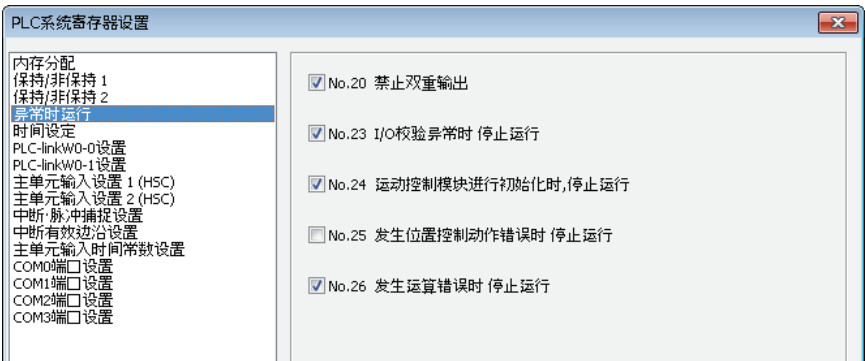 PLC系统寄存器设置
内存分配
保持/非保持 1
保持/非保持 2
异常时运行
时间设定
PLC-linkW0-0设置
PLC-linkW0-1设置
主单元输入设置 1 (HSC)
主单元输入设置 2 (HSC)
中断·脉冲捕捉设置
中断有效边沿设置
主单元输入时间常数设置
COM0端口设置
COM1端口设置
COM2端口设置
COM3端口设置
No.20 禁止双重输出
No.23 I/O校验异常时 停止运行
No.24 运动控制模块进行初始化时,停止运行
No.25 发生位置控制动作错误时 停止运行
No.26 发生运算错误时 停止运行